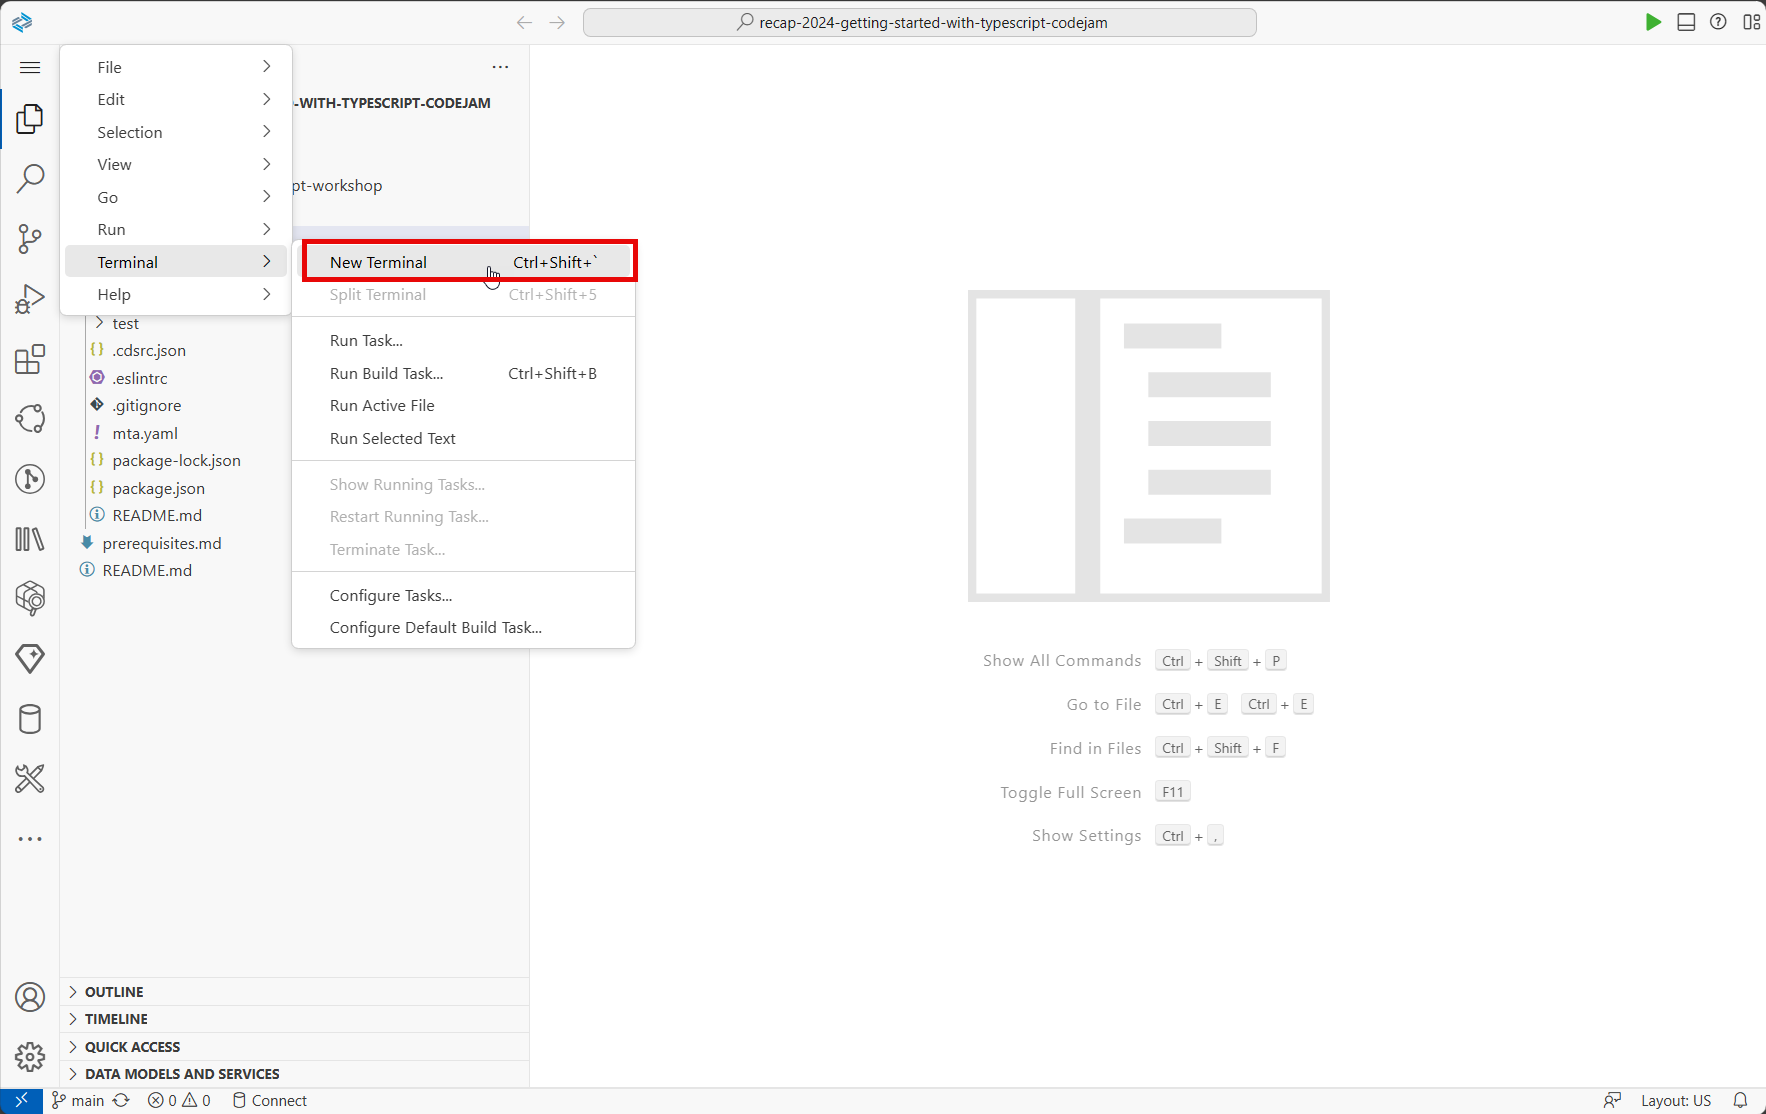 recap-2024-getting-started-with-typescript-codejam
File
Edit
Selection
View
Go
Run
Terminal
Help
-WITH-TYPESCRIPT-CODEJAM
pt-workshop
New Terminal Ctrl+Shift+`
Split Terminal Ctrl+Shift+5
Run Task...
Run Build Task... Ctrl+Shift+B
Run Active File
Run Selected Text
Show Running Tasks...
Restart Running Task...
Terminate Task...
Configure Tasks...
Configure Default Build Task...
test
.cdsrc.json
.eslintrc
.gitignore
mta.yaml
package-lock.json
package.json
README.md
prerequisites.md
README.md
Show All Commands Ctrl + Shift + P
Go to File Ctrl + E Ctrl + E
Find in Files Ctrl + Shift + F
Toggle Full Screen F11
Show Settings Ctrl + ,
OUTLINE
TIMELINE
QUICK ACCESS
DATA MODELS AND SERVICES
main 0 0 Connect Layout: US